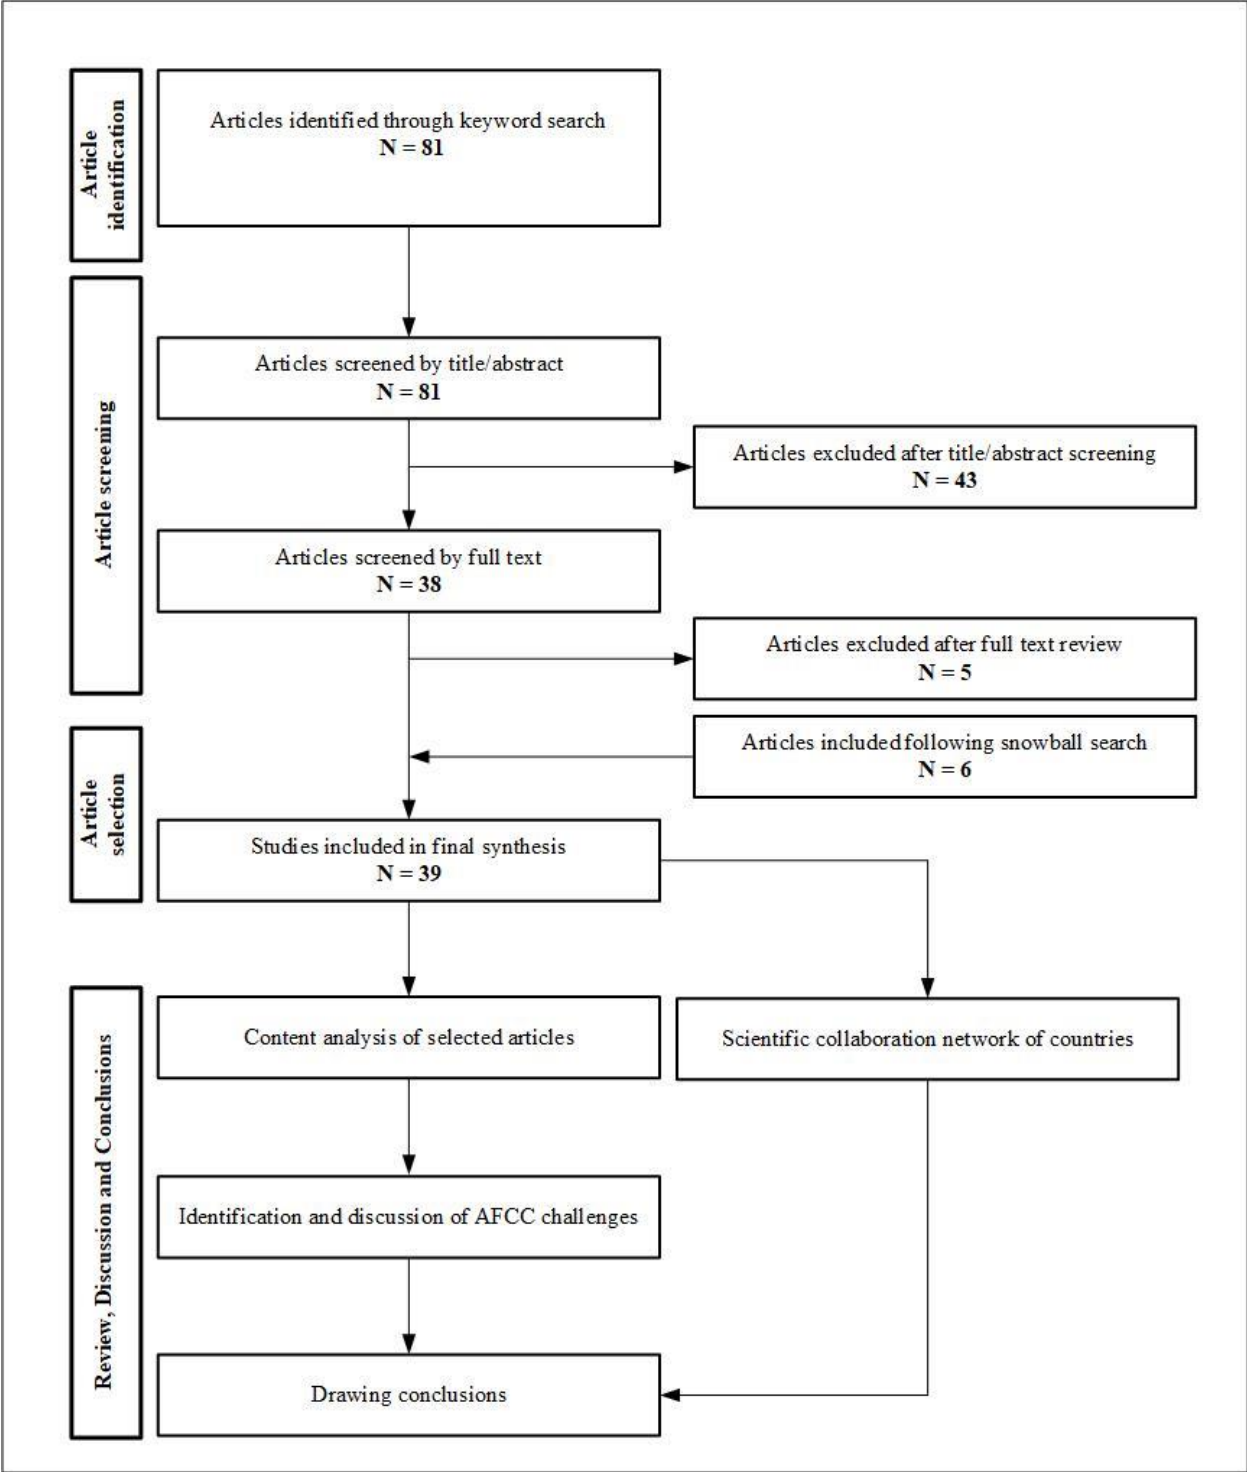 Article
identification
Articles identified through keyword search
N = 81
Article screening
Articles screened by title/abstract
N = 81
Articles excluded after title/abstract screening
N = 43
Articles screened by full text
N = 38
Articles excluded after full text review
N = 5
Article
selection
Articles included following snowball search
N = 6
Studies included in final synthesis
N = 39
Review, Discussion and Conclusions
Content analysis of selected articles
Scientific collaboration network of countries
Identification and discussion of AFCC challenges
Drawing conclusions